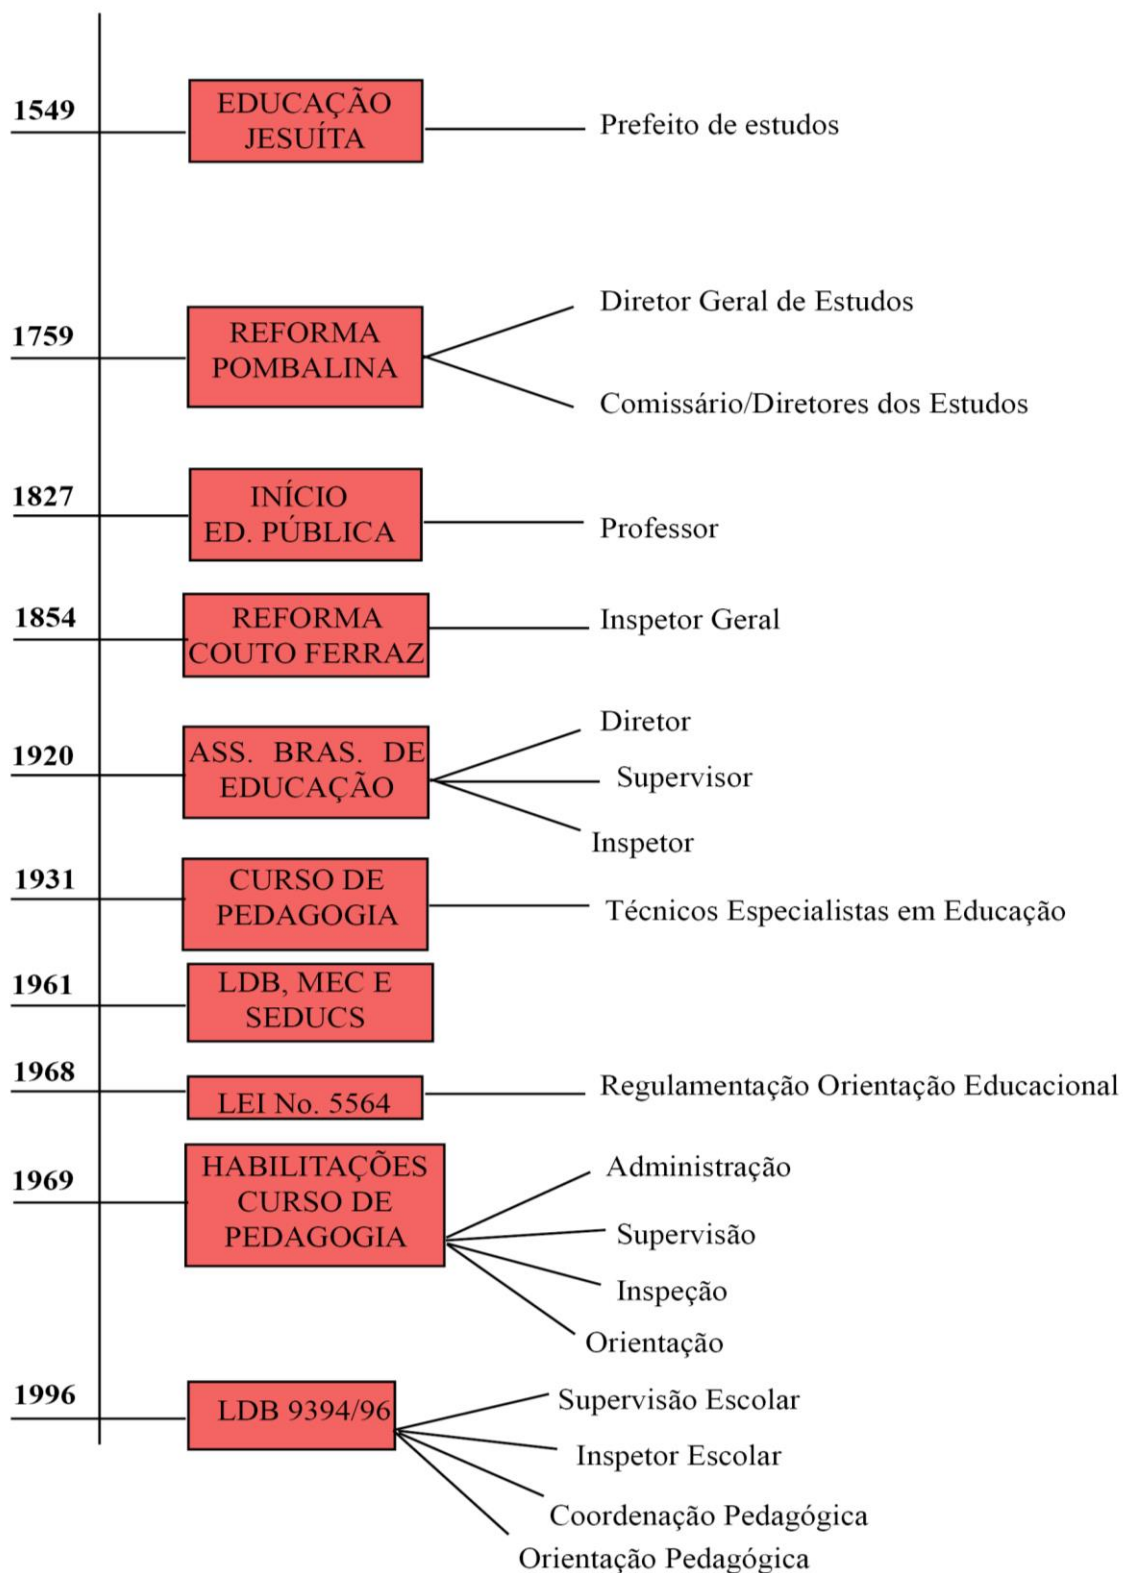 1549
EDUCAÇÃO
JESUÍTA
Prefeito de estudos
1759
REFORMA
POMBALINA
Diretor Geral de Estudos
Comissário/Diretores dos Estudos
1827
INÍCIO
ED. PÚBLICA
Professor
1854
REFORMA
COUTO FERRAZ
Inspetor Geral
1920
ASS. BRAS. DE
EDUCAÇÃO
Diretor
Supervisor
Inspetor
1931
CURSO DE
PEDAGOGIA
Técnicos Especialistas em Educação
1961
LDB, MEC E
SEDUCS
1968
LEI No. 5564
Regulamentação Orientação Educacional
1969
HABILITAÇÕES
CURSO DE
PEDAGOGIA
Administração
Supervisão
Inspeção
Orientação
1996
LDB 9394/96
Supervisão Escolar
Inspetor Escolar
Coordenação Pedagógica
Orientação Pedagógica